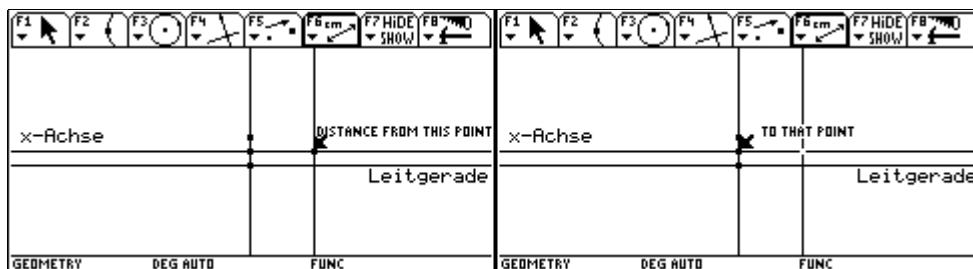 F1 F2 F3 F4 F5 F6 cm F7 HiDE SHOW F8
DISTANCE FROM THIS POINT
x-Achse
Leitgerade
GEOMETRY DEG AUTO FUNC
F1 F2 F3 F4 F5 F6 cm F7 HiDE SHOW F8
TO THAT POINT
x-Achse
Leitgerade
GEOMETRY DEG AUTO FUNC